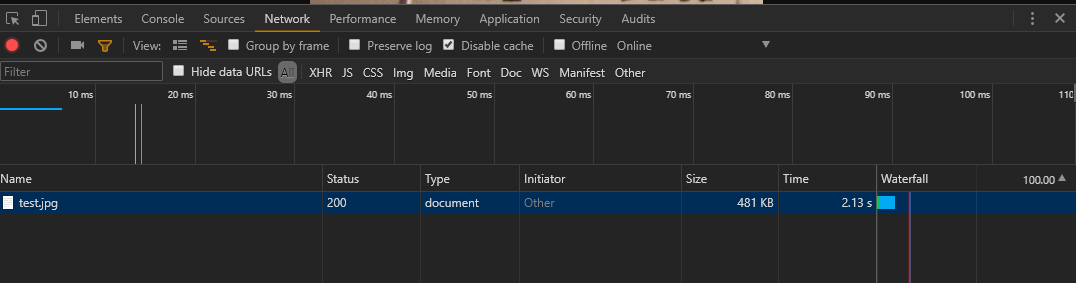 Elements Console Sources Network Performance Memory Application Security Audits
View: Group by frame Preserve log Disable cache Offline Online
Filter Hide data URLs All XHR JS CSS Img Media Font Doc WS Manifest Other
10 ms 20 ms 30 ms 40 ms 50 ms 60 ms 70 ms 80 ms 90 ms 100 ms 110
Name Status Type Initiator Size Time Waterfall 100.00
test.jpg 200 document Other 481 KB 2.13 s